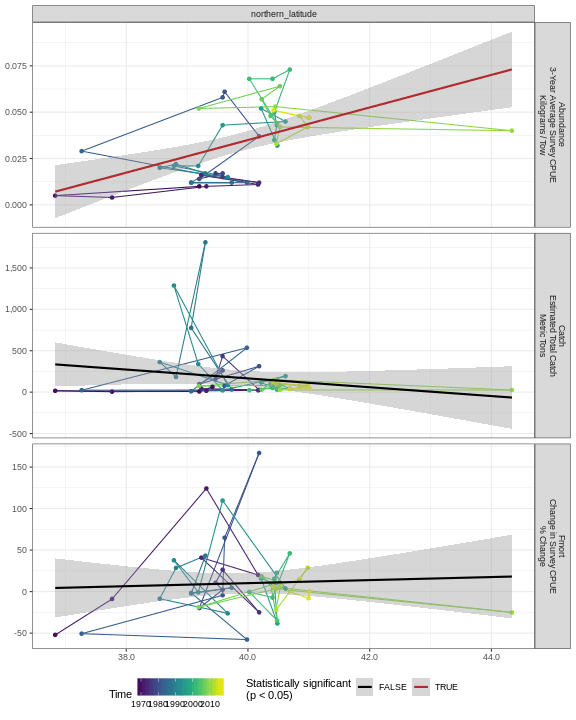 northern_latitude
0.075
0.050
0.025
0.000
Abundance
3-Year Average Survey CPUE
Kilograms / Tow
1,500
1,000
500
0
-500
Catch
Estimated Total Catch
Metric Tons
150
100
50
0
-50
Fmort
Change in Survey CPUE
% Change
38.0 40.0 42.0 44.0
Time
1970 1980 1990 2000 2010
Statistically significant
(p < 0.05)
FALSE TRUE